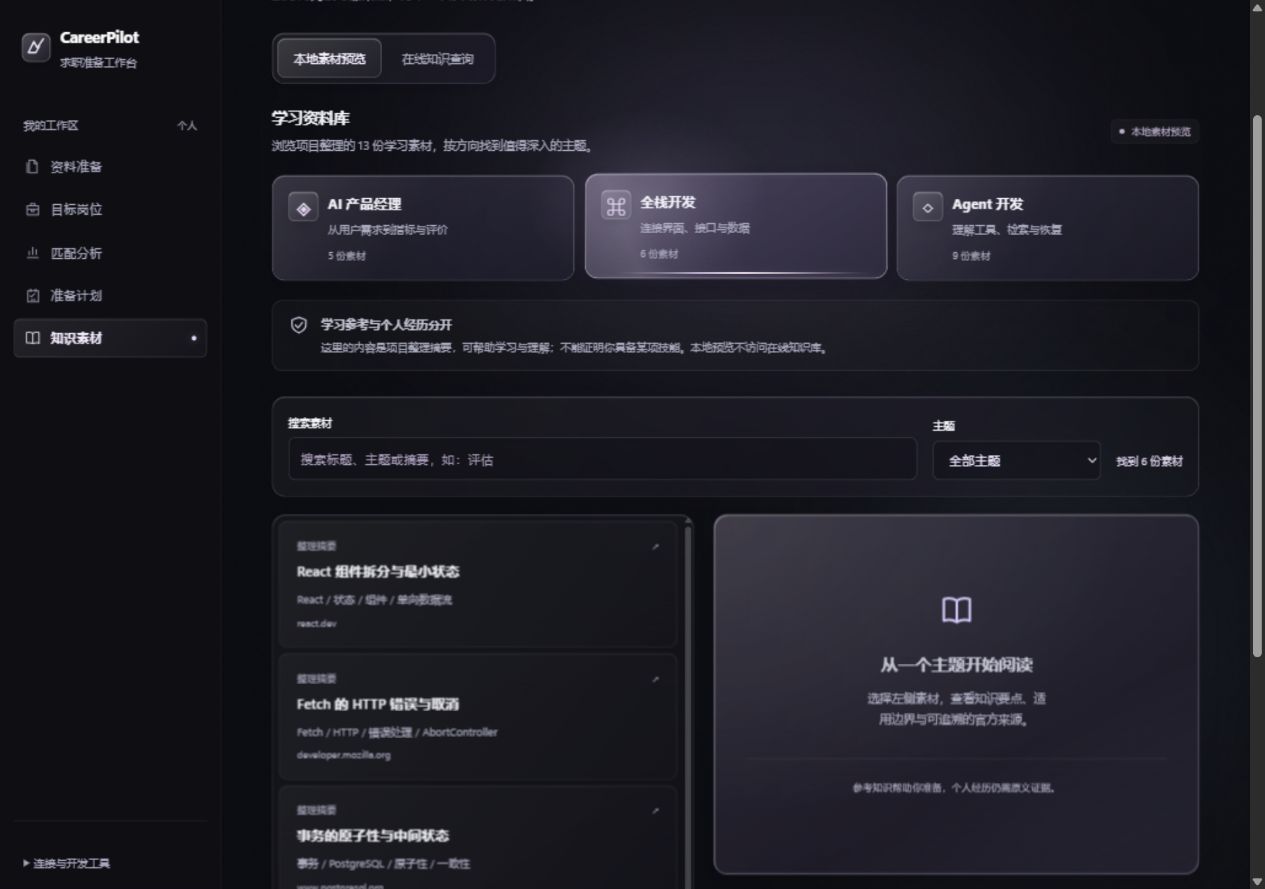 CareerPilot
求职准备工作台
我的工作区
个人
资料准备
目标岗位
匹配分析
准备计划
知识素材
连接与开发工具
本地素材预览
在线知识查询
学习资料库
浏览项目整理的 13 份学习素材，按方向找到值得深入的主题。
本地素材预览
AI 产品经理
从用户需求到指标与评价
5 份素材
全栈开发
连接界面、接口与数据
6 份素材
Agent 开发
理解工具、检索与恢复
9 份素材
学习参考与个人经历分开
这里的内容是项目整理摘要，可帮助学习与理解；不能证明你具备某项技能。本地预览不访问在线知识库。
搜索素材
搜索标题、主题或摘要，如：评估
主题
全部主题
找到 6 份素材
整理摘要
React 组件拆分与最小状态
React / 状态 / 组件 / 单向数据流
react.dev
整理摘要
Fetch 的 HTTP 错误与取消
Fetch / HTTP / 错误处理 / AbortController
developer.mozilla.org
整理摘要
事务的原子性与中间状态
事务 / PostgreSQL / 原子性 / 一致性
www.postgresql.org
从一个主题开始阅读
选择左侧素材，查看知识要点、适
用边界与可追溯的官方来源。
参考知识帮助你准备，个人经历仍需原文证据。